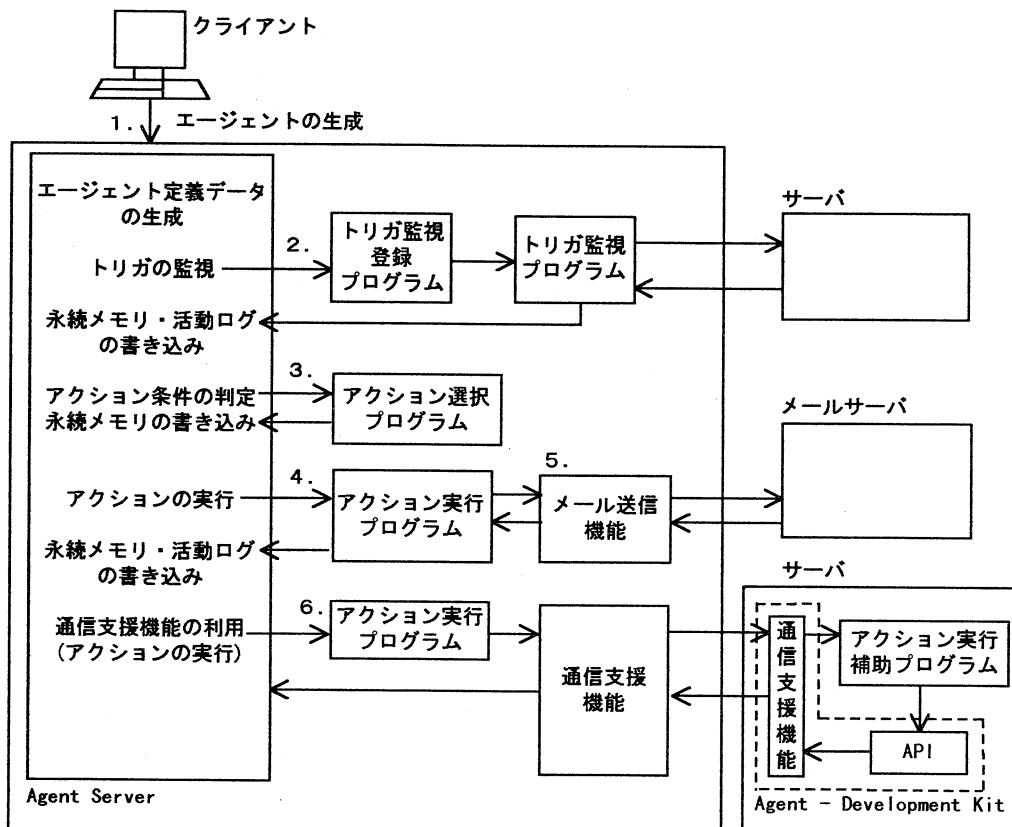 クライアント
1. エージェントの生成
エージェント定義データ
の生成
サーバ
2.
トリガ監視
登録
プログラム
トリガ監視
プログラム
トリガの監視
永続メモリ・活動ログ
の書き込み
3.
アクション条件の判定
永続メモリの書き込み
アクション選択
プログラム
メールサーバ
4.
アクションの実行
アクション実行
プログラム
5.
メール送信
機能
永続メモリ・活動ログ
の書き込み
サーバ
6.
通信支援機能の利用
(アクションの実行)
アクション実行
プログラム
通信支援
機能
通信支援機能
アクション実行
補助プログラム
API
Agent Server
Agent － Development Kit